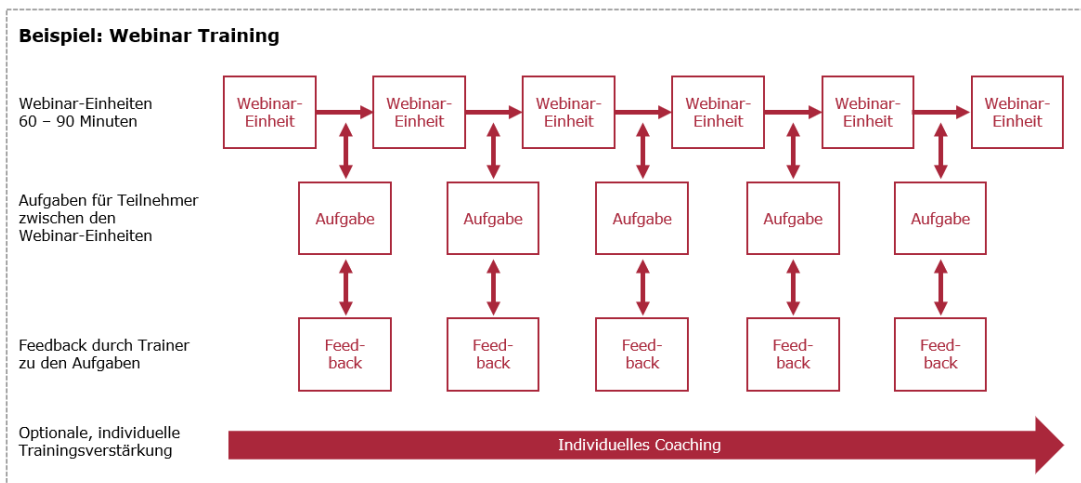 Beispiel: Webinar Training
Webinar-Einheiten
60 – 90 Minuten
Webinar-
Einheit
Webinar-
Einheit
Webinar-
Einheit
Webinar-
Einheit
Webinar-
Einheit
Webinar-
Einheit
Aufgaben für Teilnehmer
zwischen den
Webinar-Einheiten
Aufgabe
Aufgabe
Aufgabe
Aufgabe
Aufgabe
Feedback durch Trainer
zu den Aufgaben
Feed-
back
Feed-
back
Feed-
back
Feed-
back
Feed-
back
Optionale, individuelle
Trainingsverstärkung
Individuelles Coaching